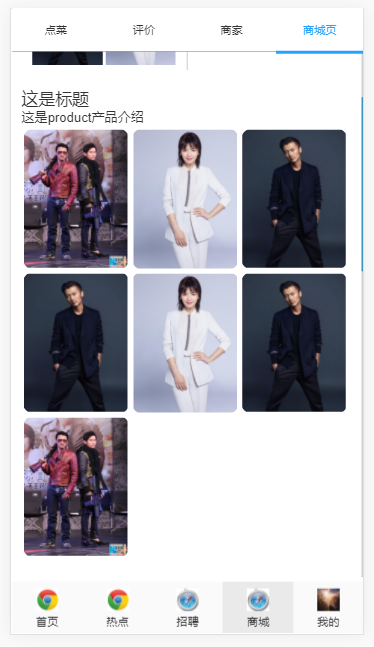 点菜 评价 商家 商城页
这是标题
这是product产品介绍
首页 热点 招聘 商城 我的